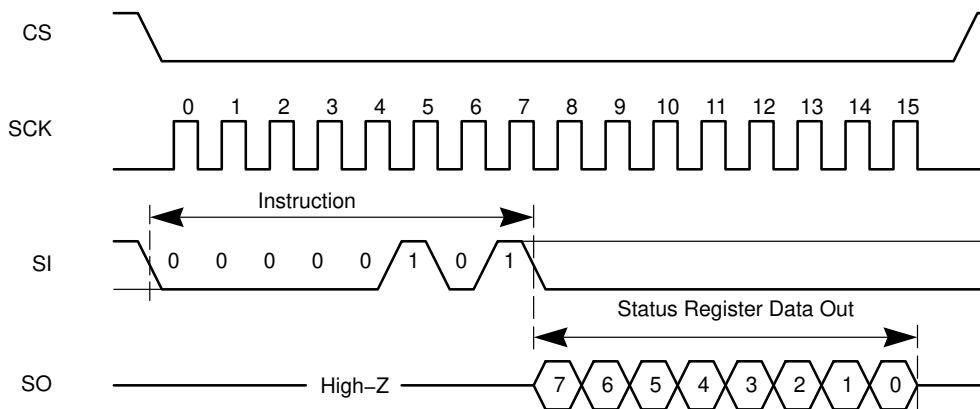 CS
0 1 2 3 4 5 6 7 8 9 10 11 12 13 14 15
SCK
Instruction
SI 0 0 0 0 0 1 0 1
Status Register Data Out
SO High–Z 7 6 5 4 3 2 1 0